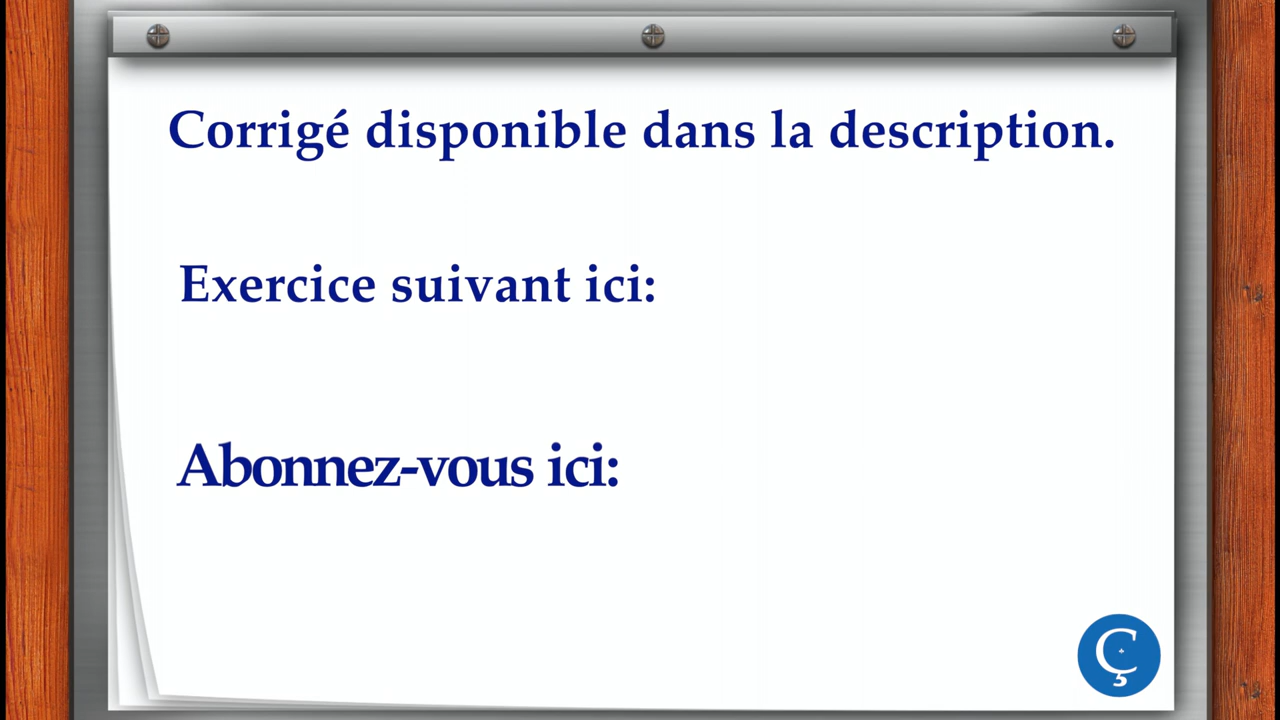 Corrigé disponible dans la description.
Exercice suivant ici:
Abonnez-vous ici:
Ç